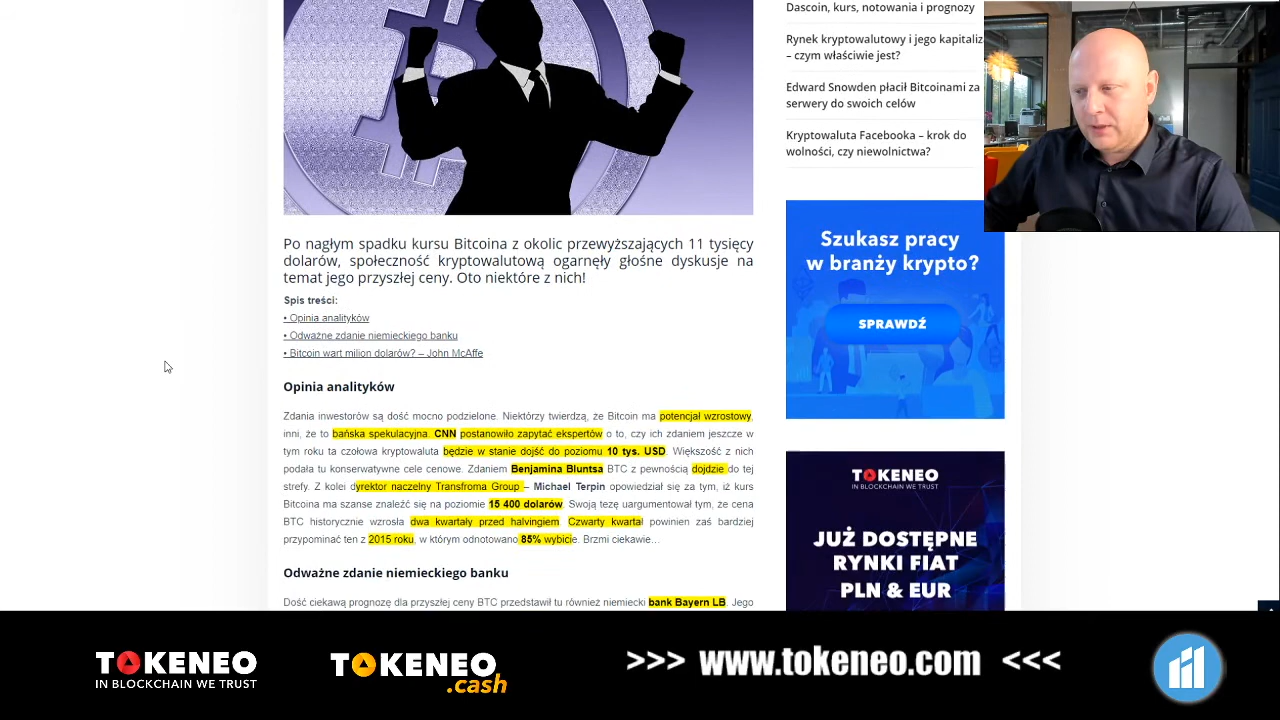 Po nagłym spadku kursu Bitcoina z okolic przewyższających 11 tysięcy
dolarów, społeczność kryptowalutową ogarnęły głośne dyskusje na
temat jego przyszłej ceny. Oto niektóre z nich!
Spis treści:
• Opinia analityków
• Odważne zdanie niemieckiego banku
• Bitcoin wart milion dolarów? – John McAffe
Opinia analityków
Zdania inwestorów są dość mocno podzielone. Niektórzy twierdzą, że Bitcoin ma potencjał wzrostowy,
inni, że to bańska spekulacyjna. CNN postanowiło zapytać ekspertów o to, czy ich zdaniem jeszcze w
tym roku ta czołowa kryptowaluta będzie w stanie dojść do poziomu 10 tys. USD. Większość z nich
podała tu konserwatywne cele cenowe. Zdaniem Benjamina Bluntsa BTC z pewnością dojdzie do tej
strefy. Z kolei dyrektor naczelny Transfroma Group – Michael Terpin opowiedział się za tym, iż kurs
Bitcoina ma szanse znaleźć się na poziomie 15 400 dolarów. Swoją tezę uargumentował tym, że cena
BTC historycznie wzrosła dwa kwartały przed halvingiem. Czwarty kwartał powinien zaś bardziej
przypominać ten z 2015 roku, w którym odnotowano 85% wybicie. Brzmi ciekawie…
Odważne zdanie niemieckiego banku
Dość ciekawą prognozę dla przyszłej ceny BTC przedstawił tu również niemiecki bank Bayern LB. Jego
Dascoin, kurs, notowania i prognozy
Rynek kryptowalutowy i jego kapitaliz
– czym właściwie jest?
Edward Snowden płacił Bitcoinami za
serwery do swoich celów
Kryptowaluta Facebooka – krok do
wolności, czy niewolnictwa?
Szukasz pracy
w branży krypto?
SPRAWDŹ
TOKENEO
IN BLOCKCHAIN WE TRUST
JUŻ DOSTĘPNE
RYNKI FIAT
PLN & EUR
TOKENEO
IN BLOCKCHAIN WE TRUST
TOKENEO
.cash
>>> www.tokeneo.com <<<